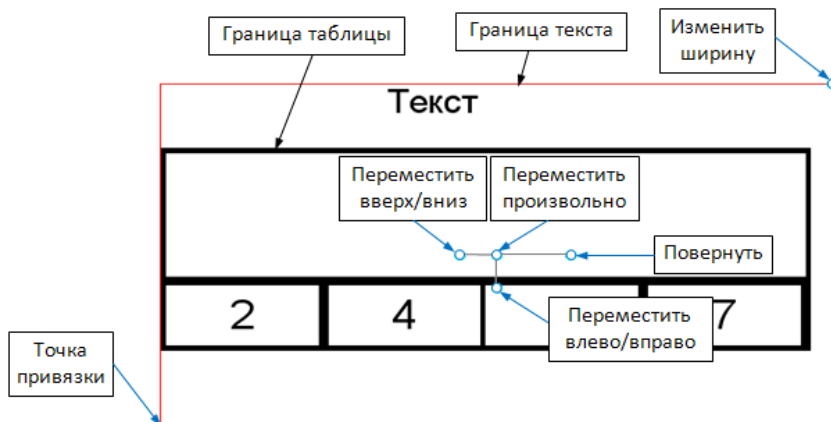 Изменить
ширину
Граница таблицы
Граница текста
Текст
Переместить
вверх/вниз
Переместить
произвольно
Повернуть
2
4
7
Переместить
влево/вправо
Точка
привязки